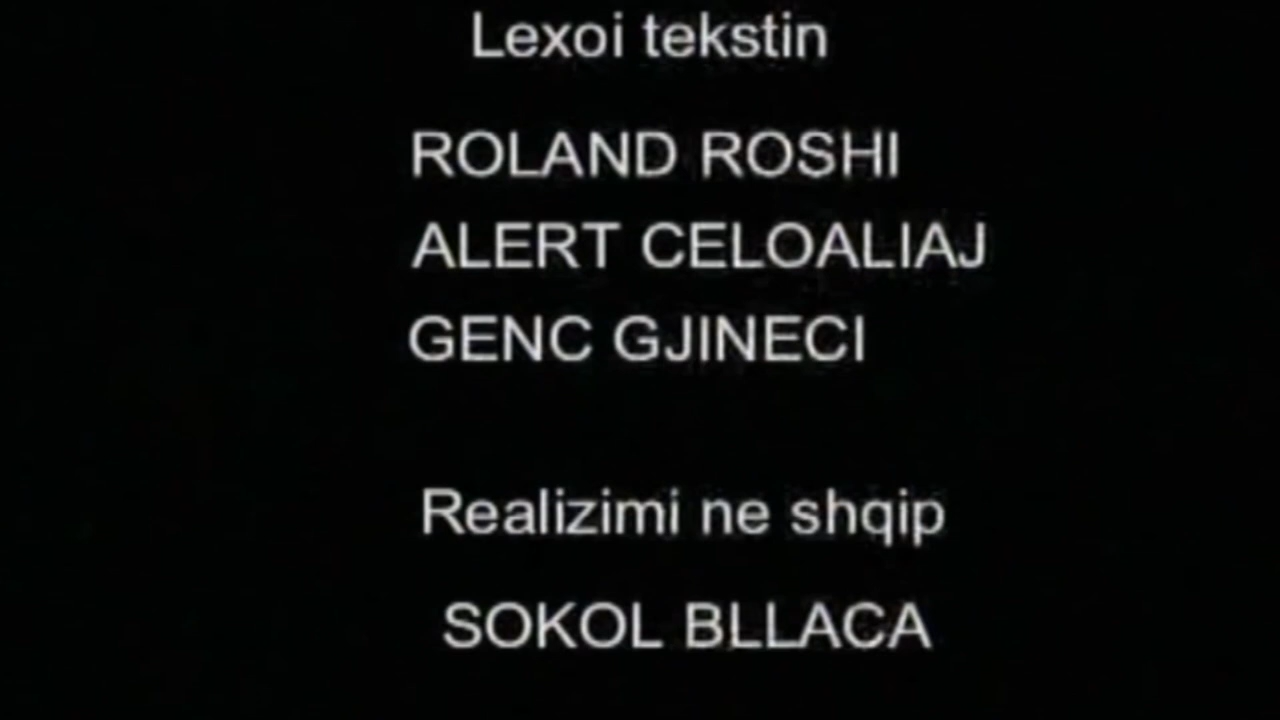 Lexoi tekstin
ROLAND ROSHI
ALERT CELOALIAJ
GENC GJINECI
Realizimi ne shqip
SOKOL BLLACA